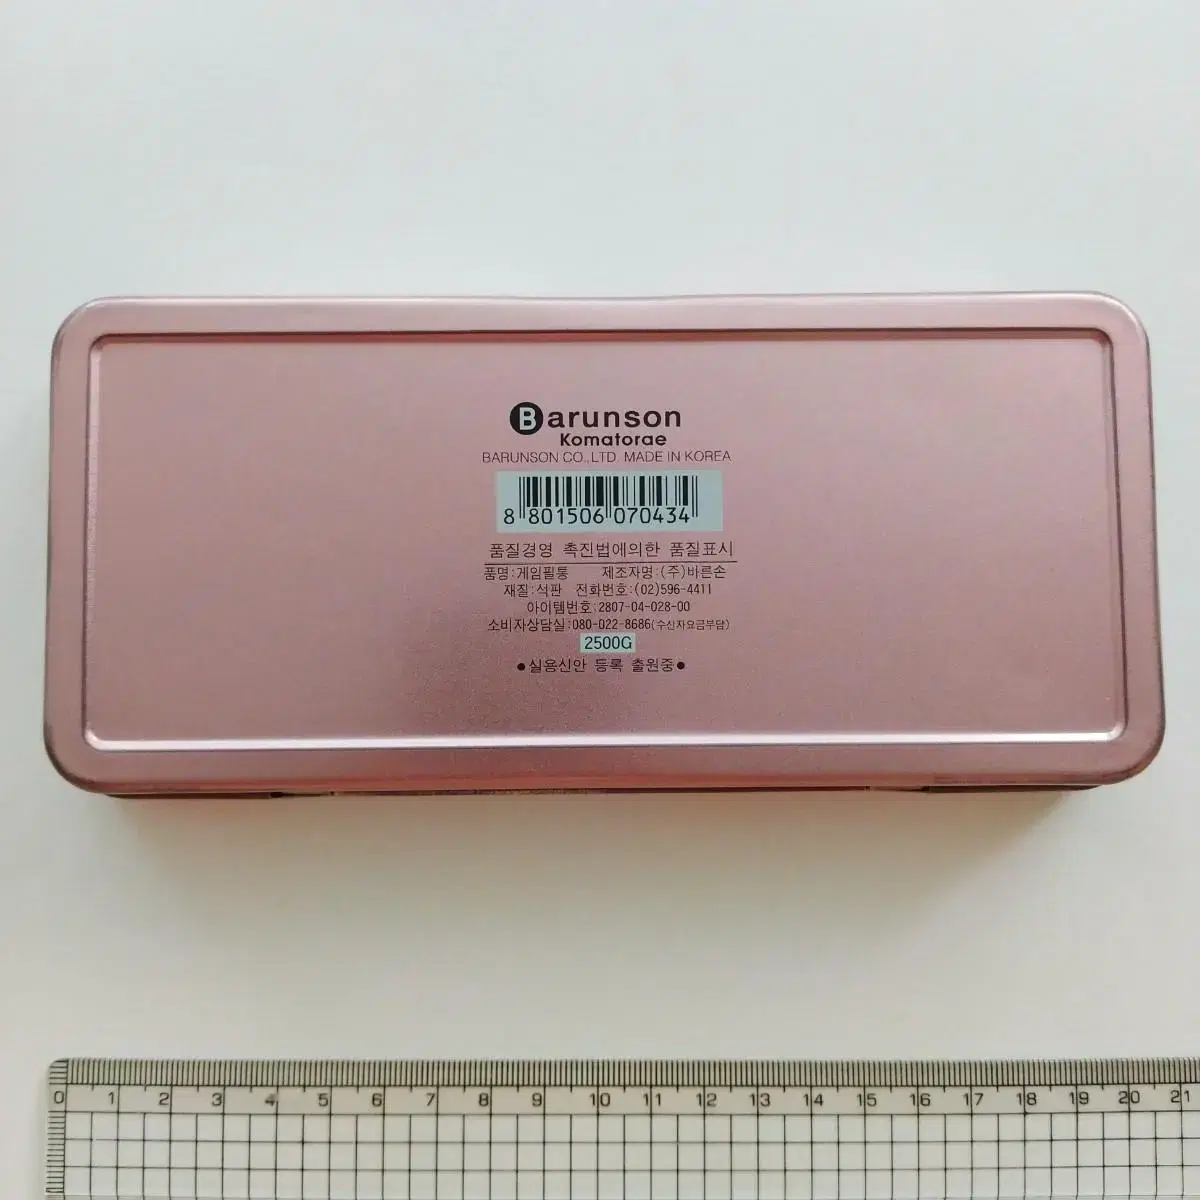 Barunson
Komatorae
BARUNSON CO.,LTD. MADE IN KOREA
8 801506 070434
품질경영 촉진법에의한 품질표시
품명:게임필통 제조자명:(주)바른손
재질:석판 전화번호:(02)596-4411
아이템번호:2807-04-028-00
소비자상담실:080-022-8686(수신자요금부담)
2500G
●실용신안 등록 출원중●
0 1 2 3 4 5 6 7 8 9 10 11 12 13 14 15 16 17 18 19 20 21